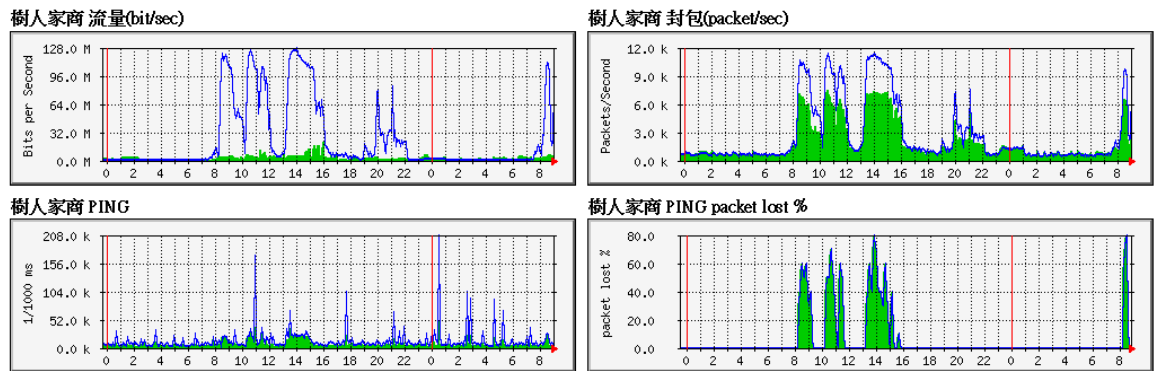 樹人家商 流量(bit/sec)
128.0 M
96.0 M
64.0 M
32.0 M
0.0 M
Bits per Second
0 2 4 6 8 10 12 14 16 18 20 22 0 2 4 6 8
樹人家商 封包(packet/sec)
12.0 k
9.0 k
6.0 k
3.0 k
0.0 k
Packets/Second
0 2 4 6 8 10 12 14 16 18 20 22 0 2 4 6 8
樹人家商 PING
208.0 k
156.0 k
104.0 k
52.0 k
0.0 k
1/1000 ms
0 2 4 6 8 10 12 14 16 18 20 22 0 2 4 6 8
樹人家商 PING packet lost %
80.0
60.0
40.0
20.0
0.0
packet lost %
0 2 4 6 8 10 12 14 16 18 20 22 0 2 4 6 8